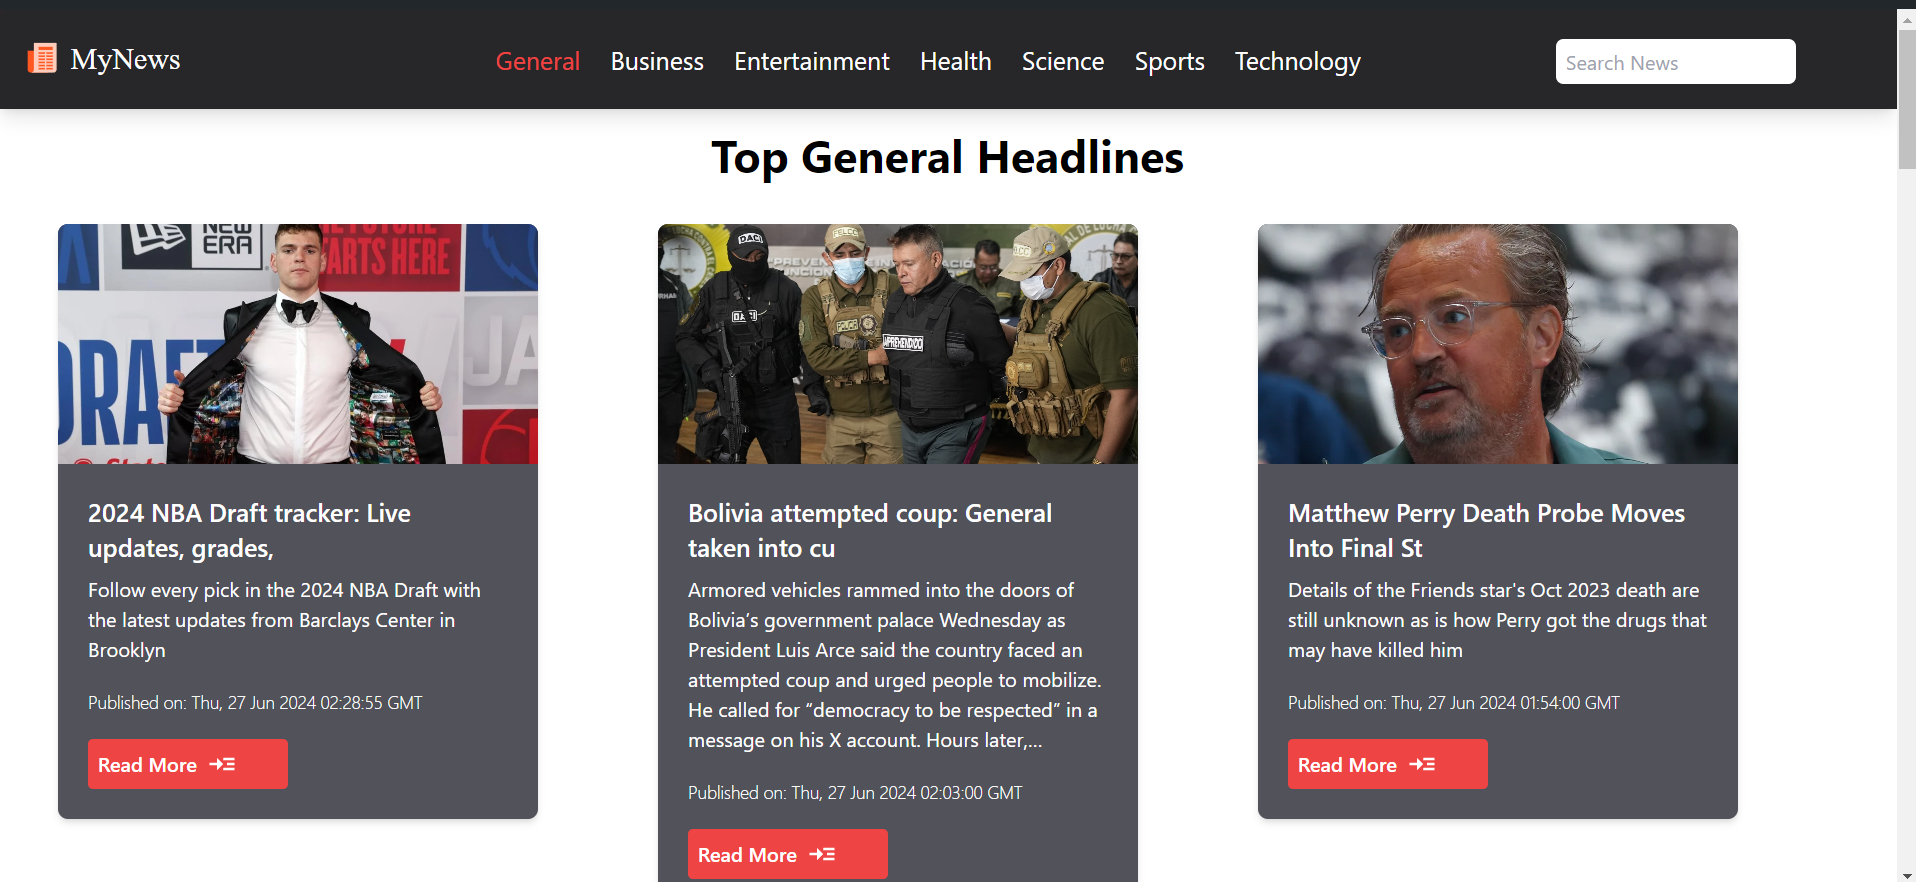 MyNews
General Business Entertainment Health Science Sports Technology
Search News
Top General Headlines
NEW
ERA
STARTS HERE
DRAF
UA
DACI
FELCC
DACI
FELCN
APREHENDIDO
2024 NBA Draft tracker: Live
updates, grades,
Follow every pick in the 2024 NBA Draft with
the latest updates from Barclays Center in
Brooklyn
Published on: Thu, 27 Jun 2024 02:28:55 GMT
Read More
Bolivia attempted coup: General
taken into cu
Armored vehicles rammed into the doors of
Bolivia’s government palace Wednesday as
President Luis Arce said the country faced an
attempted coup and urged people to mobilize.
He called for “democracy to be respected” in a
message on his X account. Hours later,...
Published on: Thu, 27 Jun 2024 02:03:00 GMT
Read More
Matthew Perry Death Probe Moves
Into Final St
Details of the Friends star's Oct 2023 death are
still unknown as is how Perry got the drugs that
may have killed him
Published on: Thu, 27 Jun 2024 01:54:00 GMT
Read More